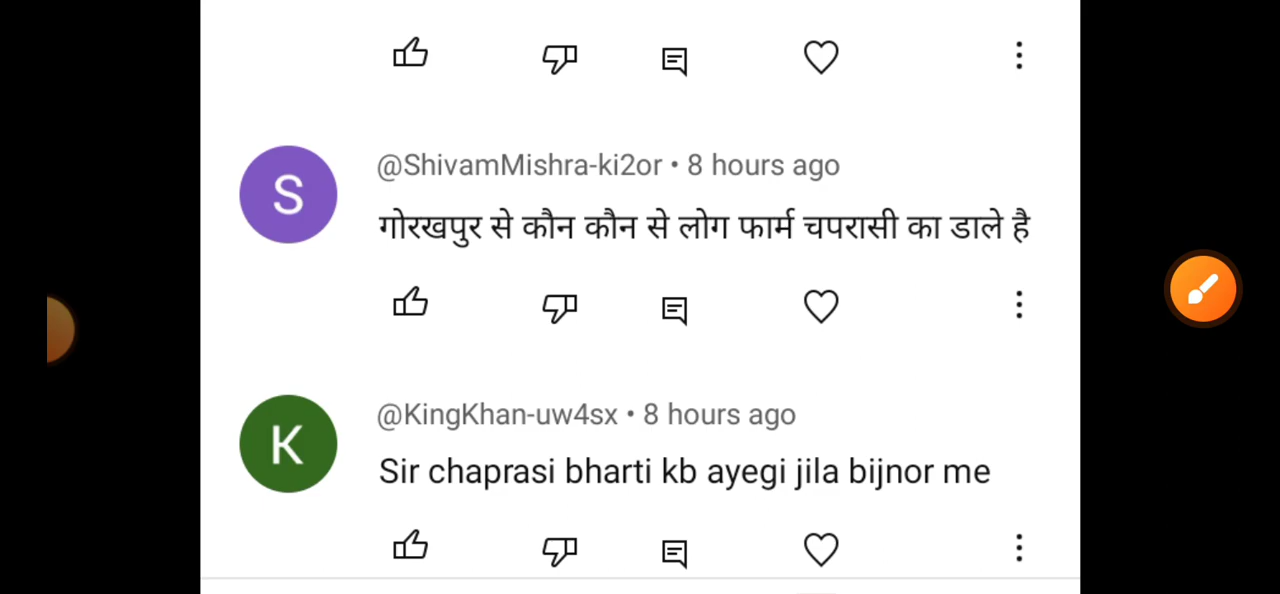 @ShivamMishra-ki2or • 8 hours ago
S
गोरखपुर से कौन कौन से लोग फार्म चपरासी का डाले है
@KingKhan-uw4sx • 8 hours ago
K
Sir chaprasi bharti kb ayegi jila bijnor me